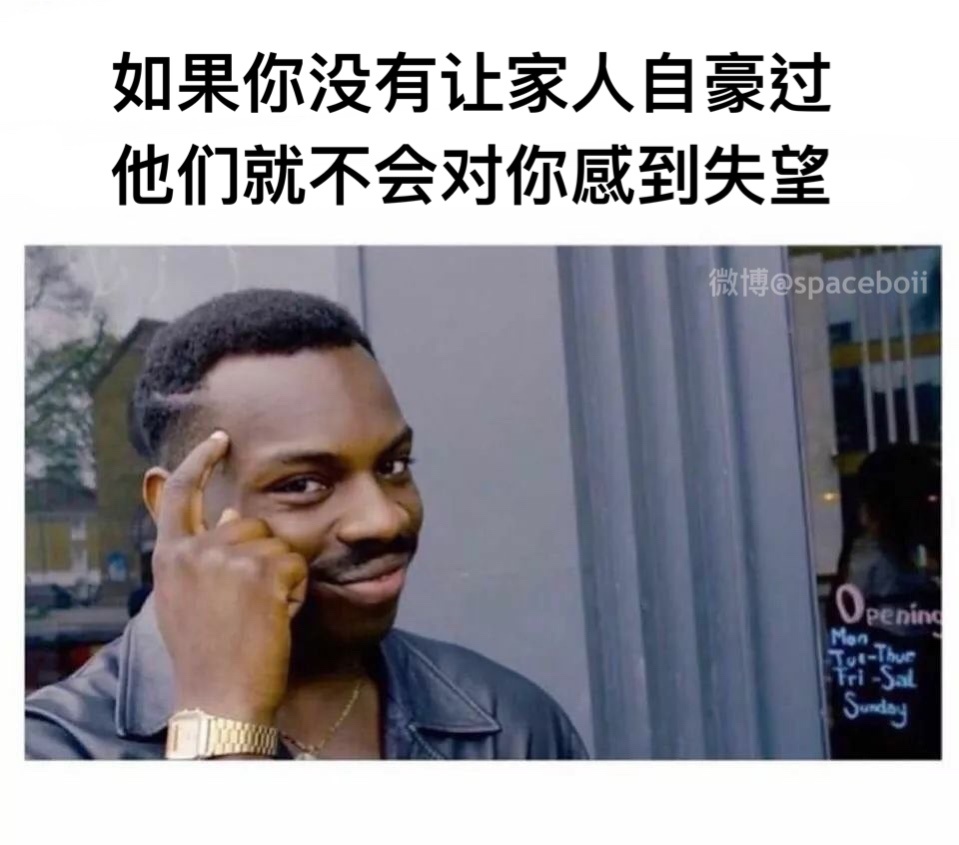 如果你没有让家人自豪过
他们就不会对你感到失望
微博@spaceboii
Opening
Mon
Tue-Thur
Fri-Sat
Sunday